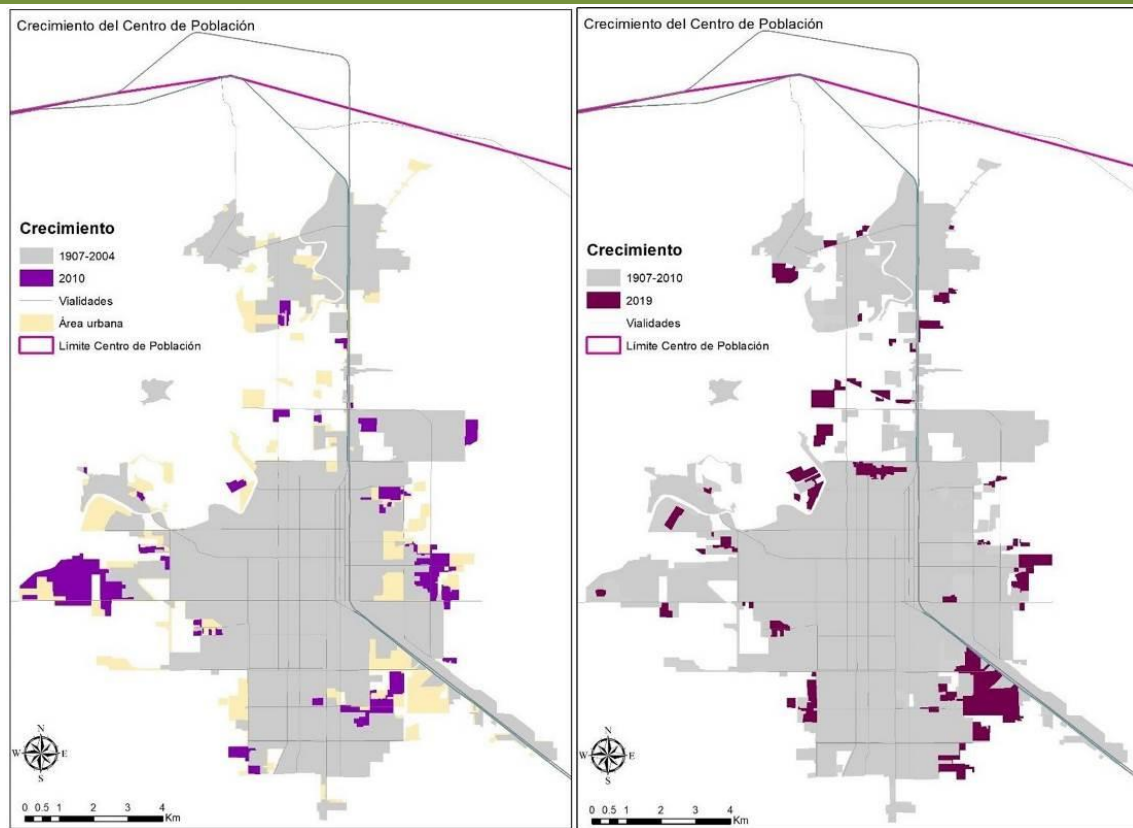 Crecimiento del Centro de Población
Crecimiento
1907-2004
2010
Vialidades
Área urbana
Límite Centro de Población
N
W E
S
0 0.5 1 2 3 4
Km
Crecimiento del Centro de Población
Crecimiento
1907-2010
2019
Vialidades
Límite Centro de Población
N
W E
S
0 0.5 1 2 3 4
Km